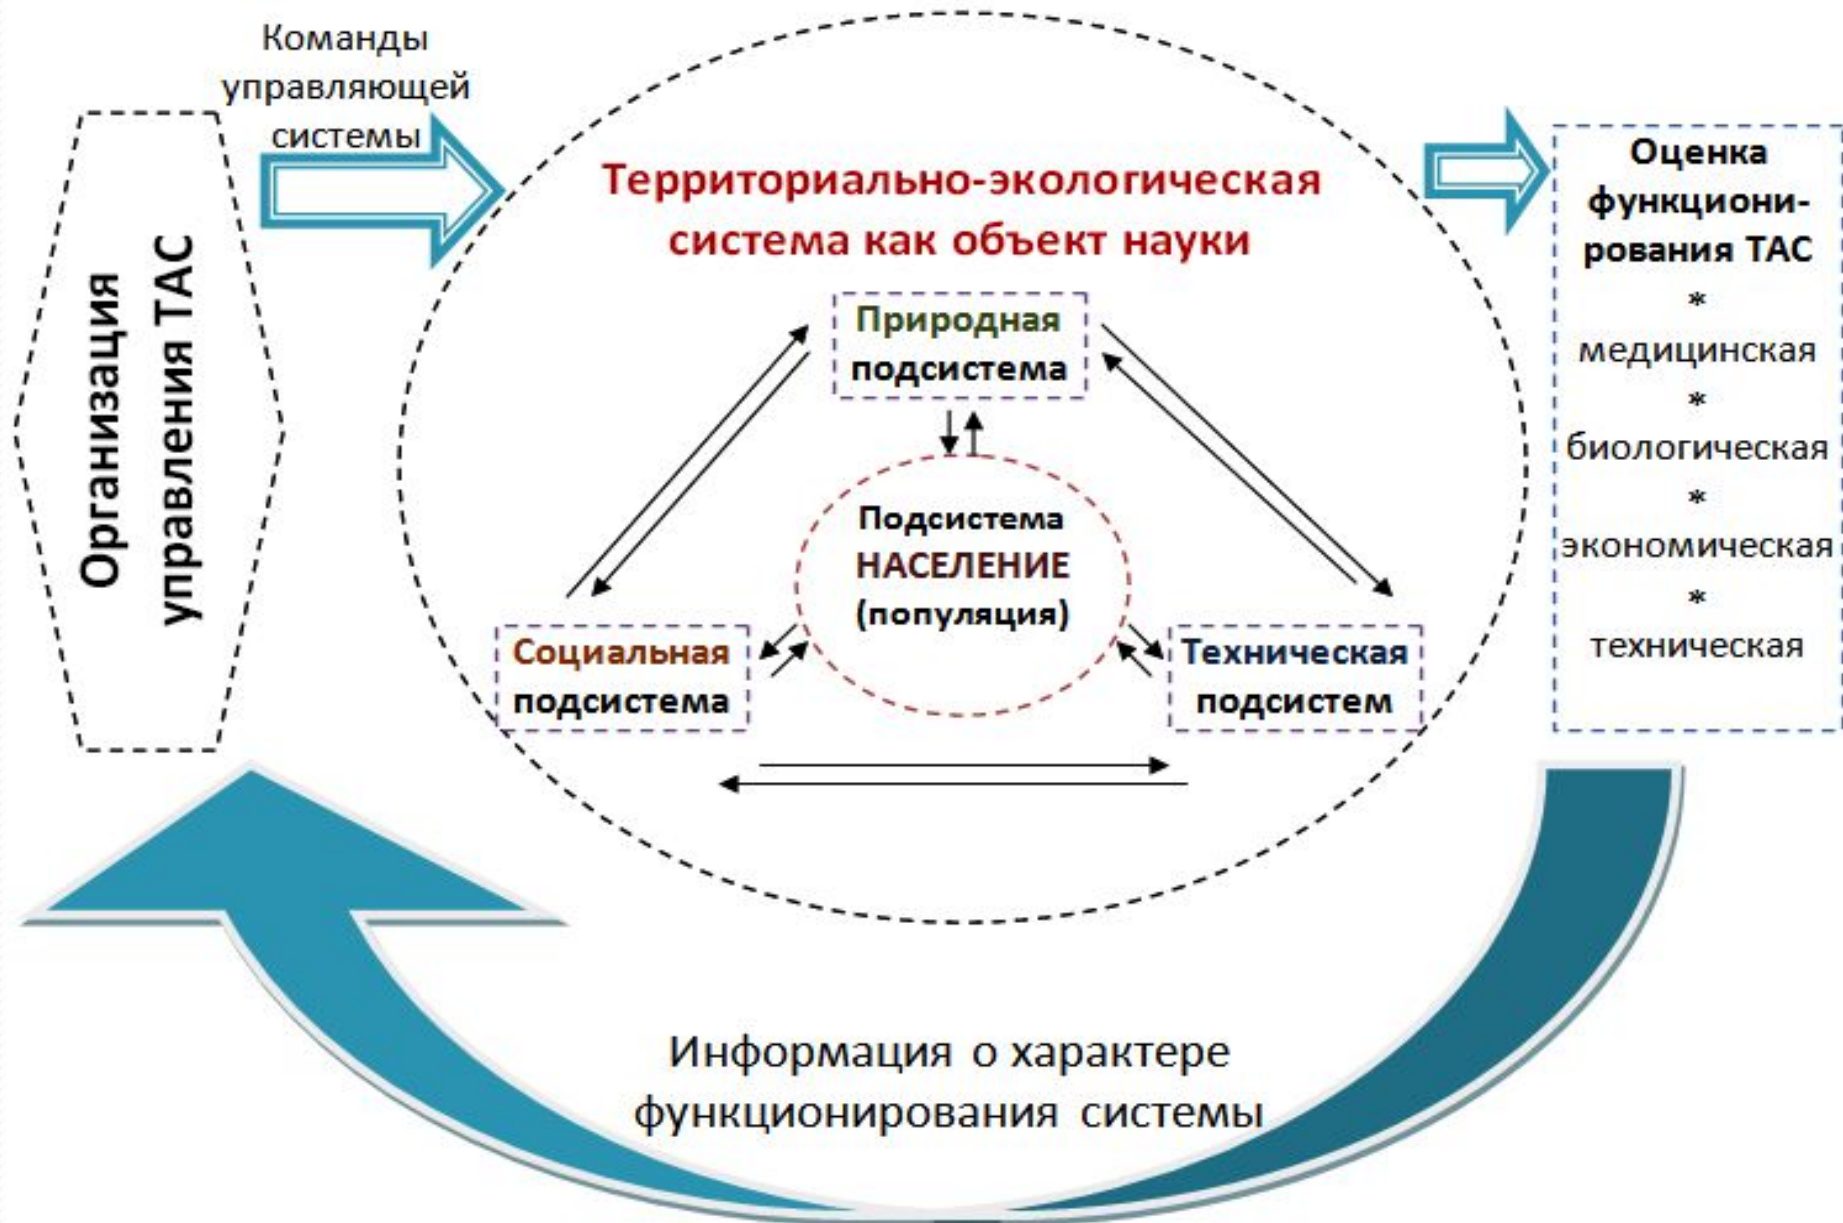 Команды
управляющей
системы
Организация
управления ТАС
Территориально-экологическая
система как объект науки
Природная
подсистема
Подсистема
НАСЕЛЕНИЕ
(популяция)
Социальная
подсистема
Техническая
подсистем
Оценка
функциони-
рования ТАС
*
медицинская
*
биологическая
*
экономическая
*
техническая
Информация о характере
функционирования системы